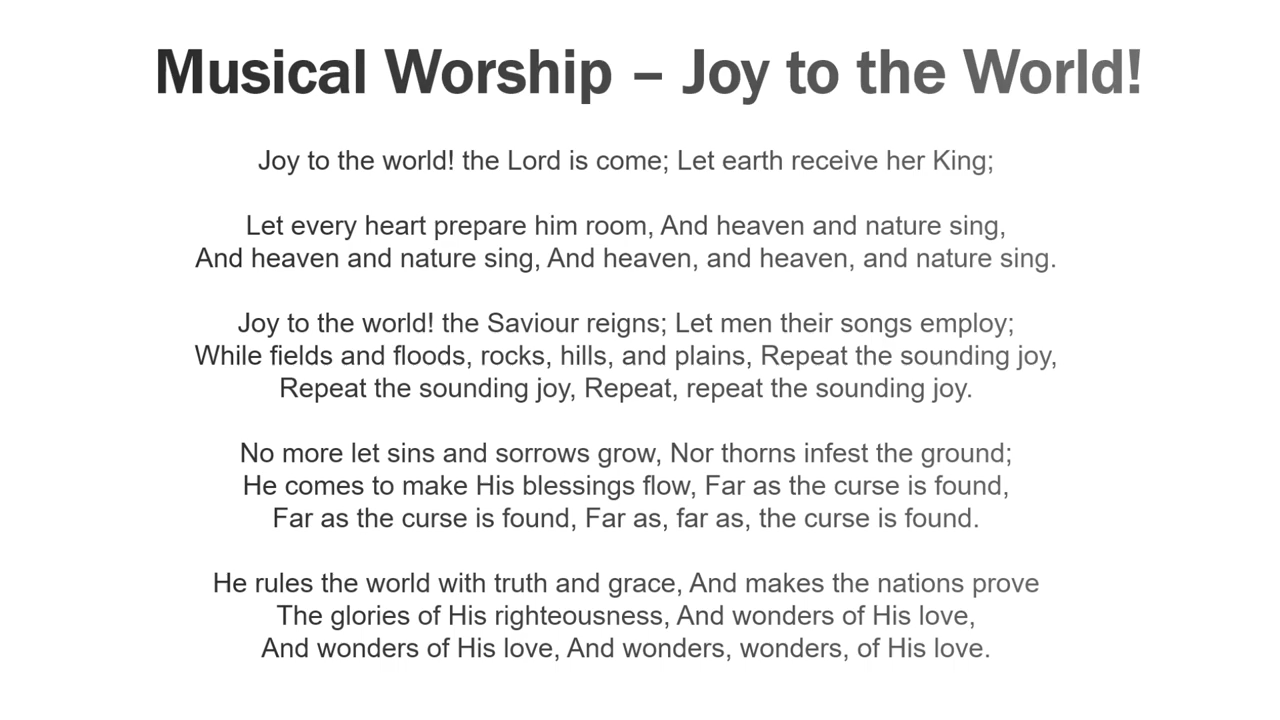 Musical Worship – Joy to the World!
Joy to the world! the Lord is come; Let earth receive her King;
Let every heart prepare him room, And heaven and nature sing,
And heaven and nature sing, And heaven, and heaven, and nature sing.
Joy to the world! the Saviour reigns; Let men their songs employ;
While fields and floods, rocks, hills, and plains, Repeat the sounding joy,
Repeat the sounding joy, Repeat, repeat the sounding joy.
No more let sins and sorrows grow, Nor thorns infest the ground;
He comes to make His blessings flow, Far as the curse is found,
Far as the curse is found, Far as, far as, the curse is found.
He rules the world with truth and grace, And makes the nations prove
The glories of His righteousness, And wonders of His love,
And wonders of His love, And wonders, wonders, of His love.